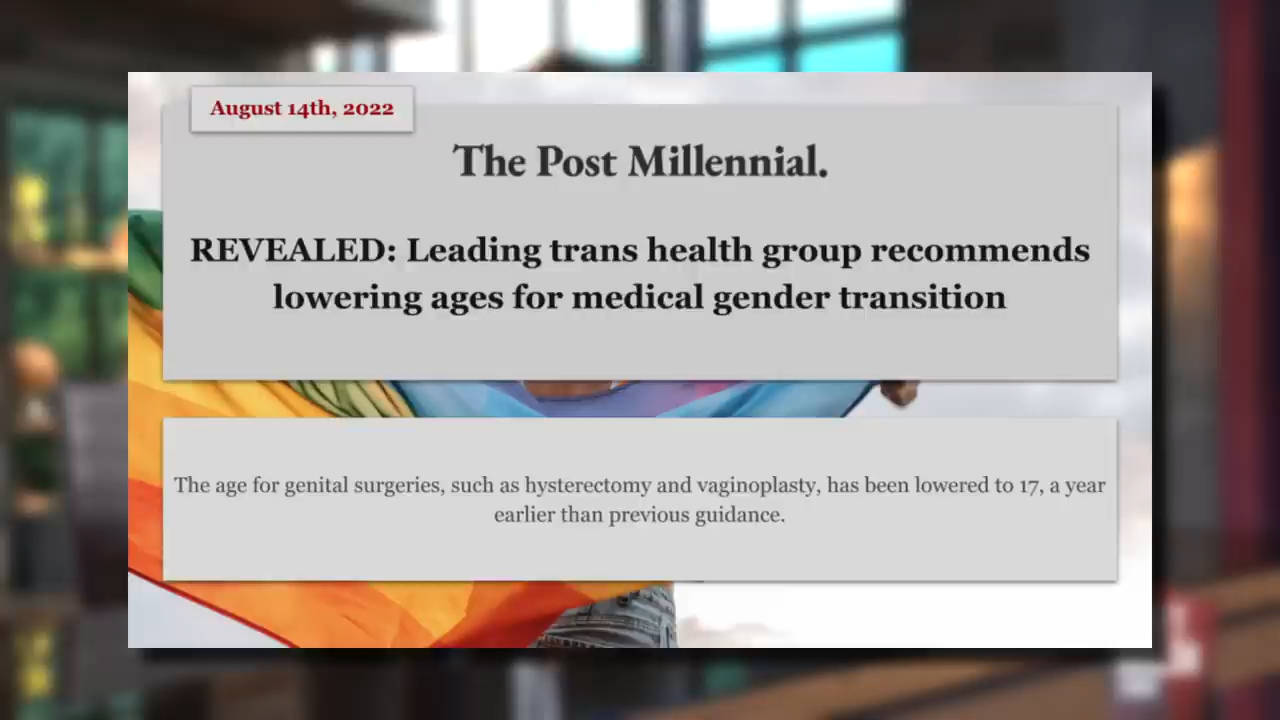 August 14th, 2022
The Post Millennial.
REVEALED: Leading trans health group recommends
lowering ages for medical gender transition
The age for genital surgeries, such as hysterectomy and vaginoplasty, has been lowered to 17, a year
earlier than previous guidance.